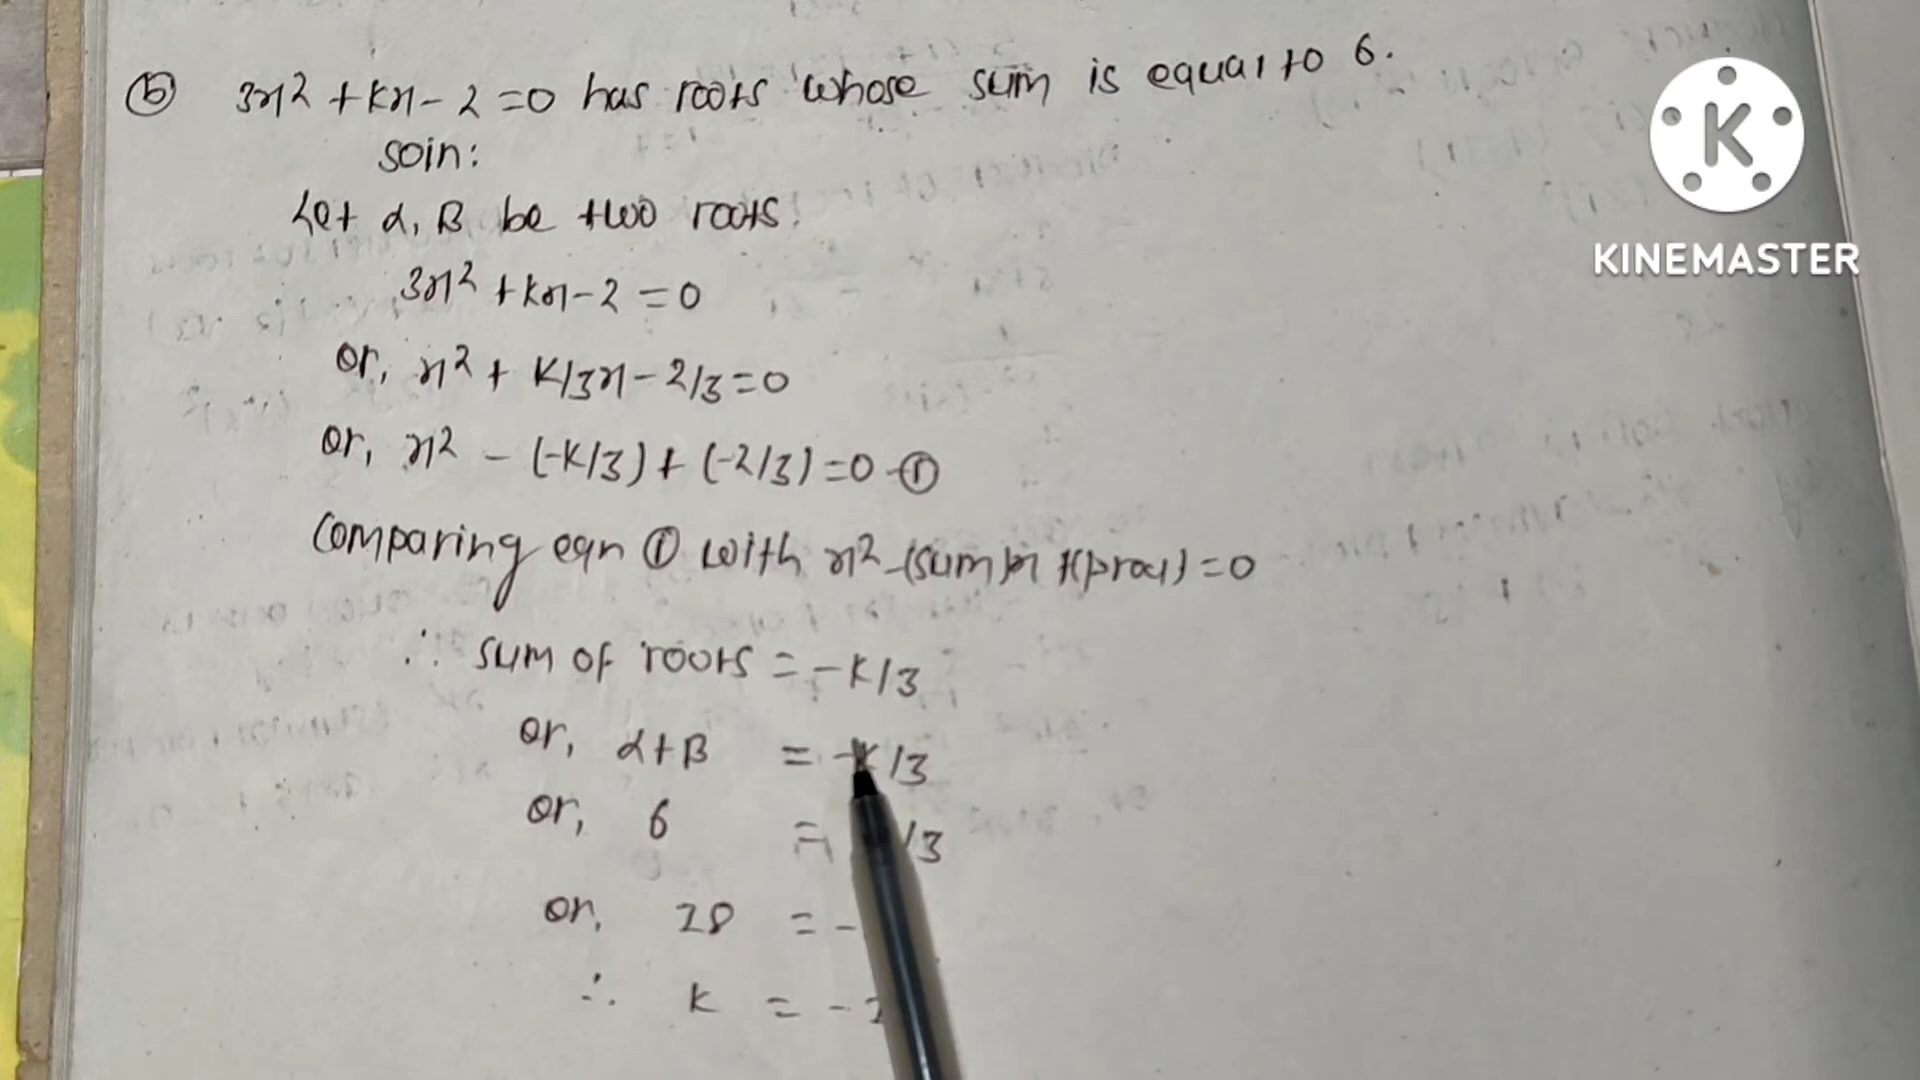 (b) 3x² + kx - 2 = 0 has roots whose sum is equal to 6.
soln:
Let α, β be two roots.
3x² + kx - 2 = 0
or, x² + k/3x - 2/3 = 0
or, x² - (-k/3) + (-2/3) = 0 - ①
Comparing eqn ① with x² - (sum)x + (prod) = 0
∴ sum of roots = -k/3
or, α+β = -k/3
or, 6 = /3
or, 18 = -
∴ k = -
KINEMASTER